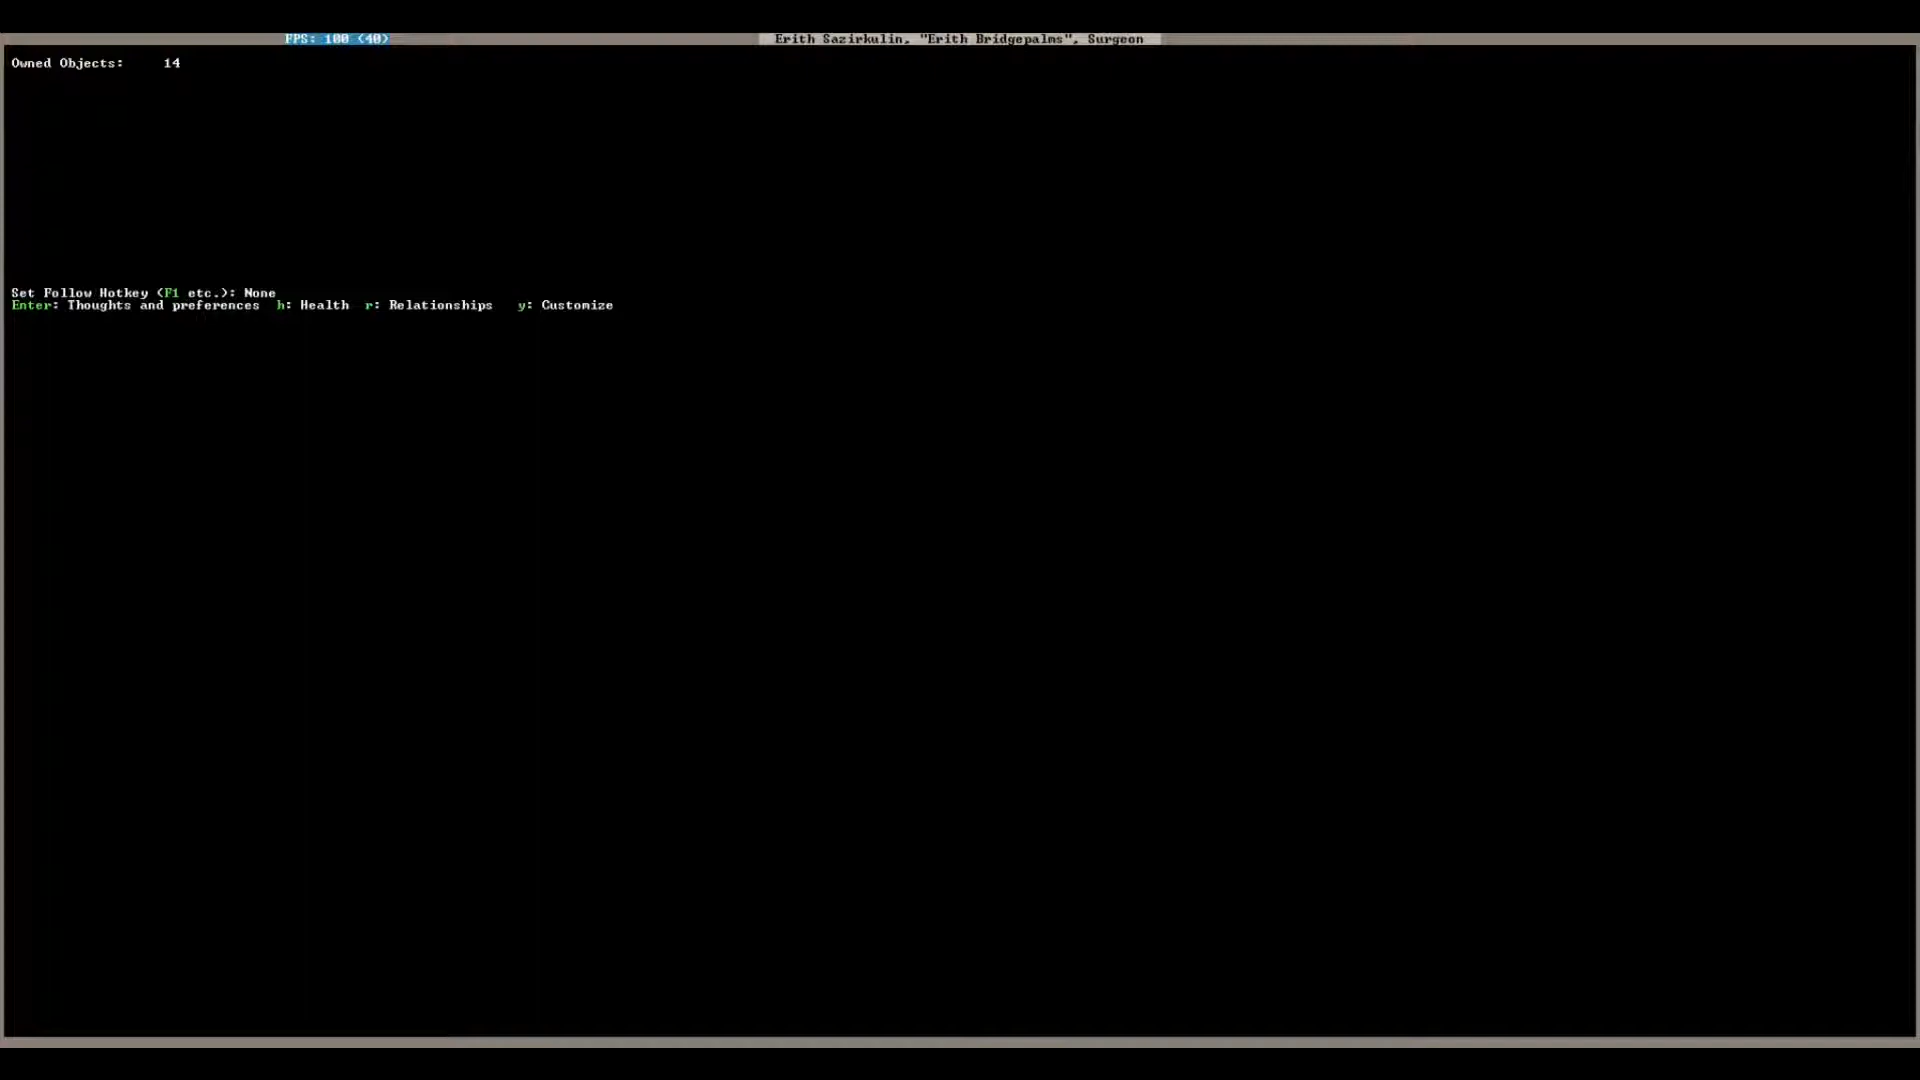 FPS: 100 (40) Erith Sazirkulin, "Erith Bridgepalms", Surgeon
Owned Objects: 14
Set Follow Hotkey (F1 etc.): None
Enter: Thoughts and preferences h: Health r: Relationships y: Customize